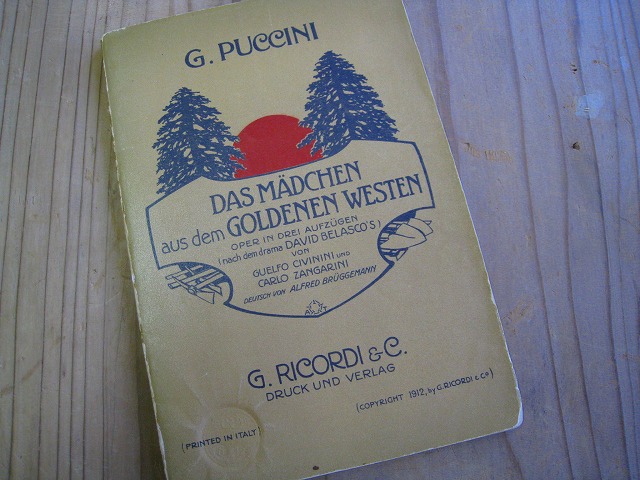 G. PUCCINI
DAS MÄDCHEN
aus dem GOLDENEN WESTEN
OPER IN DREI AUFZÜGEN
(nach dem drama DAVID BELASCO'S)
VON
GUELFO CIVININI UND
CARLO ZANGARINI
DEUTSCH VON ALFRED BRÜGGEMANN
G. RICORDI & C.
DRUCK UND VERLAG
(PRINTED IN ITALY)
(COPYRIGHT 1912, by G. RICORDI & Co)